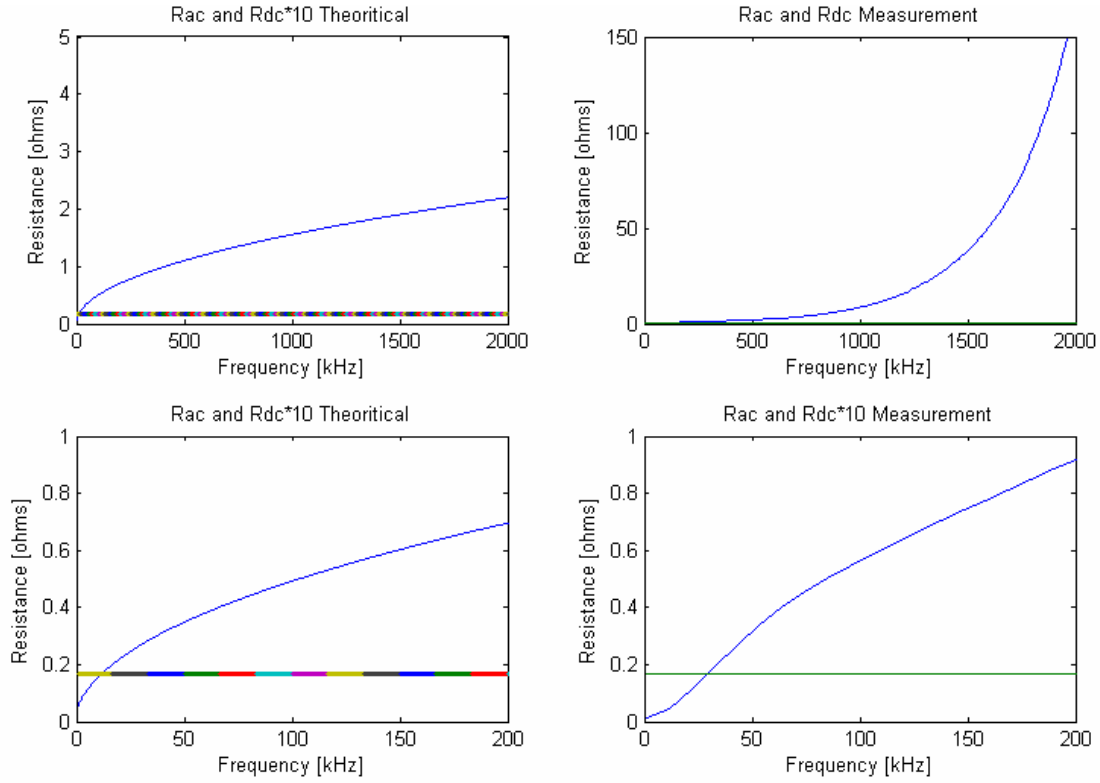 Rac and Rdc*10 Theoritical
Resistance [ohms]
5
4
3
2
1
0
0 500 1000 1500 2000
Frequency [kHz]
Rac and Rdc Measurement
Resistance [ohms]
150
100
50
0
0 500 1000 1500 2000
Frequency [kHz]
Rac and Rdc*10 Theoritical
Resistance [ohms]
1
0.8
0.6
0.4
0.2
0
0 50 100 150 200
Frequency [kHz]
Rac and Rdc*10 Measurement
Resistance [ohms]
1
0.8
0.6
0.4
0.2
0
0 50 100 150 200
Frequency [kHz]